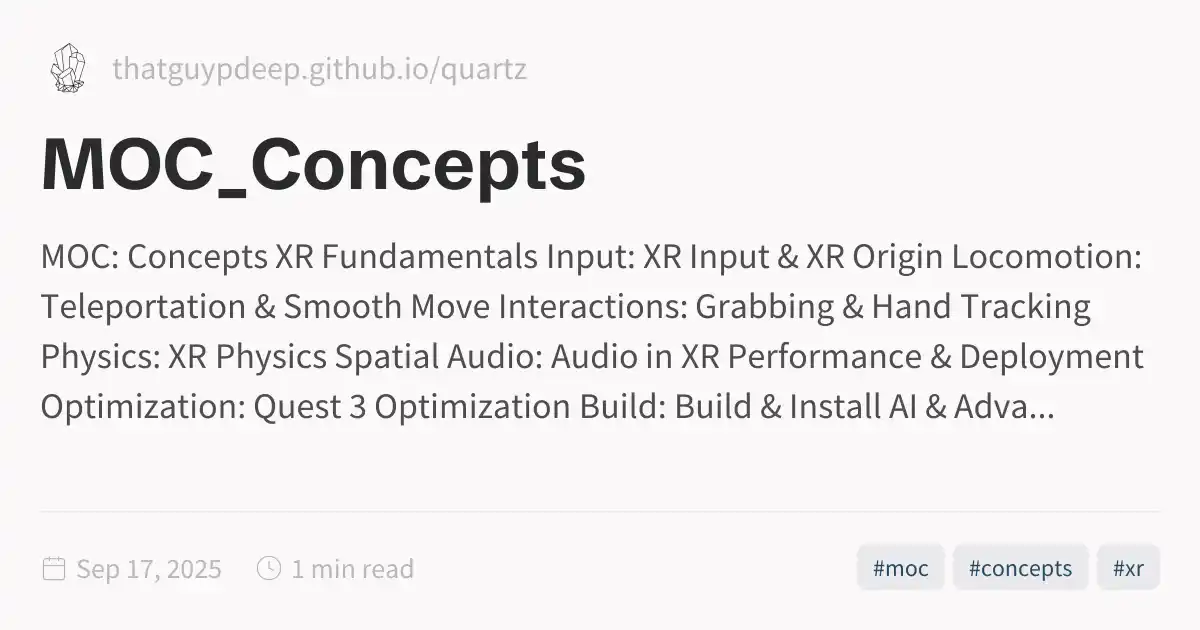 thatguypdeep.github.io/quartz
MOC_Concepts
MOC: Concepts XR Fundamentals Input: XR Input & XR Origin Locomotion:
Teleportation & Smooth Move Interactions: Grabbing & Hand Tracking
Physics: XR Physics Spatial Audio: Audio in XR Performance & Deployment
Optimization: Quest 3 Optimization Build: Build & Install AI & Adva...
Sep 17, 2025 1 min read #moc #concepts #xr